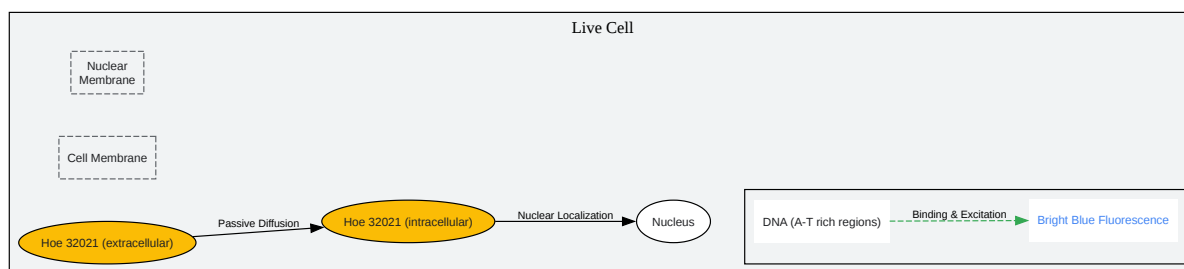 Live Cell
Nuclear
Membrane
Cell Membrane
Hoe 32021 (extracellular)
Passive Diffusion
Hoe 32021 (intracellular)
Nuclear Localization
Nucleus
DNA (A-T rich regions)
Binding & Excitation
Bright Blue Fluorescence